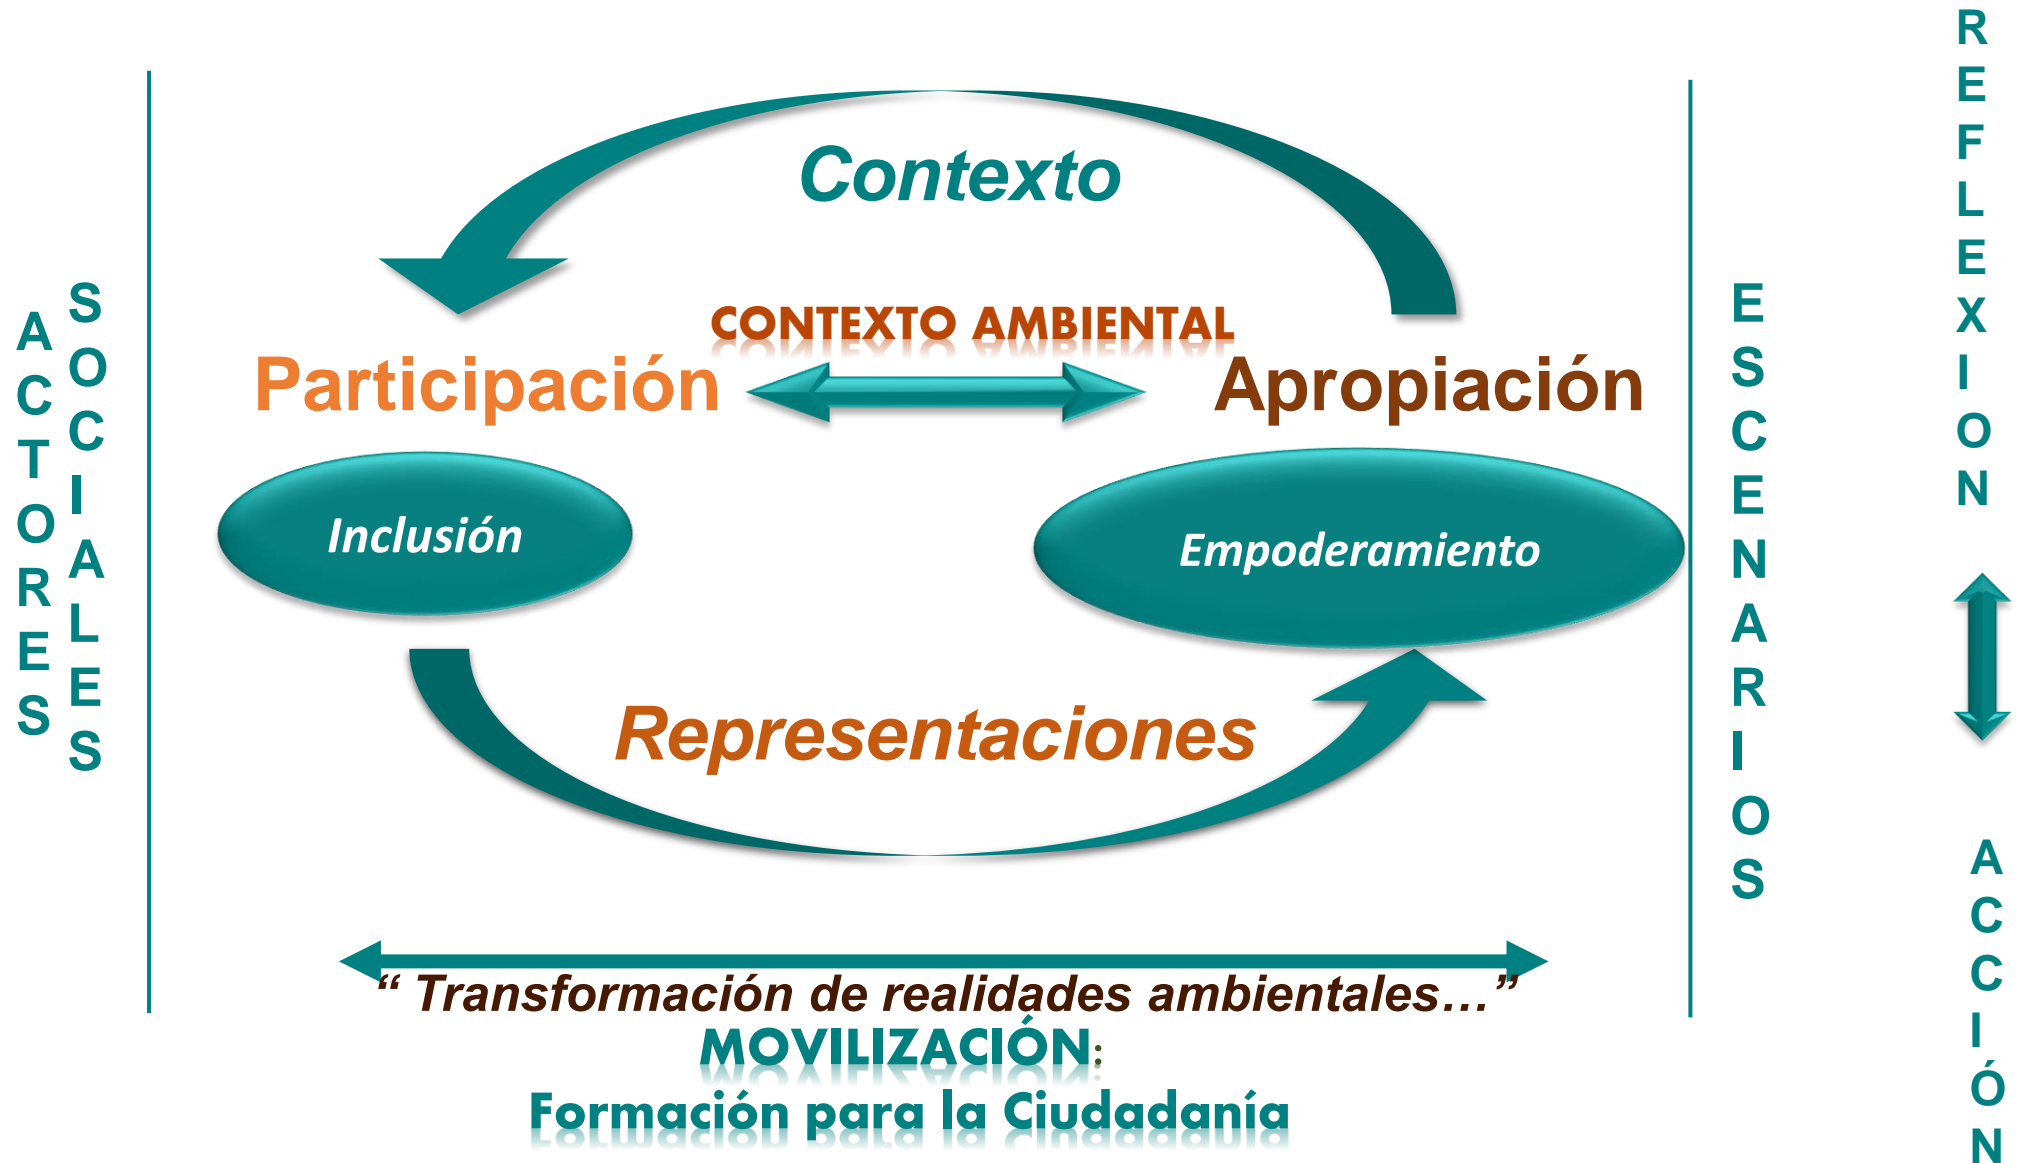 ACTORES
SOCIALES
Contexto
CONTEXTO AMBIENTAL
Participación
Apropiación
Inclusión
Empoderamiento
Representaciones
“ Transformación de realidades ambientales…”
MOVILIZACIÓN:
Formación para la Ciudadanía
ESCENARIOS
REFLEXION
ACCIÓN